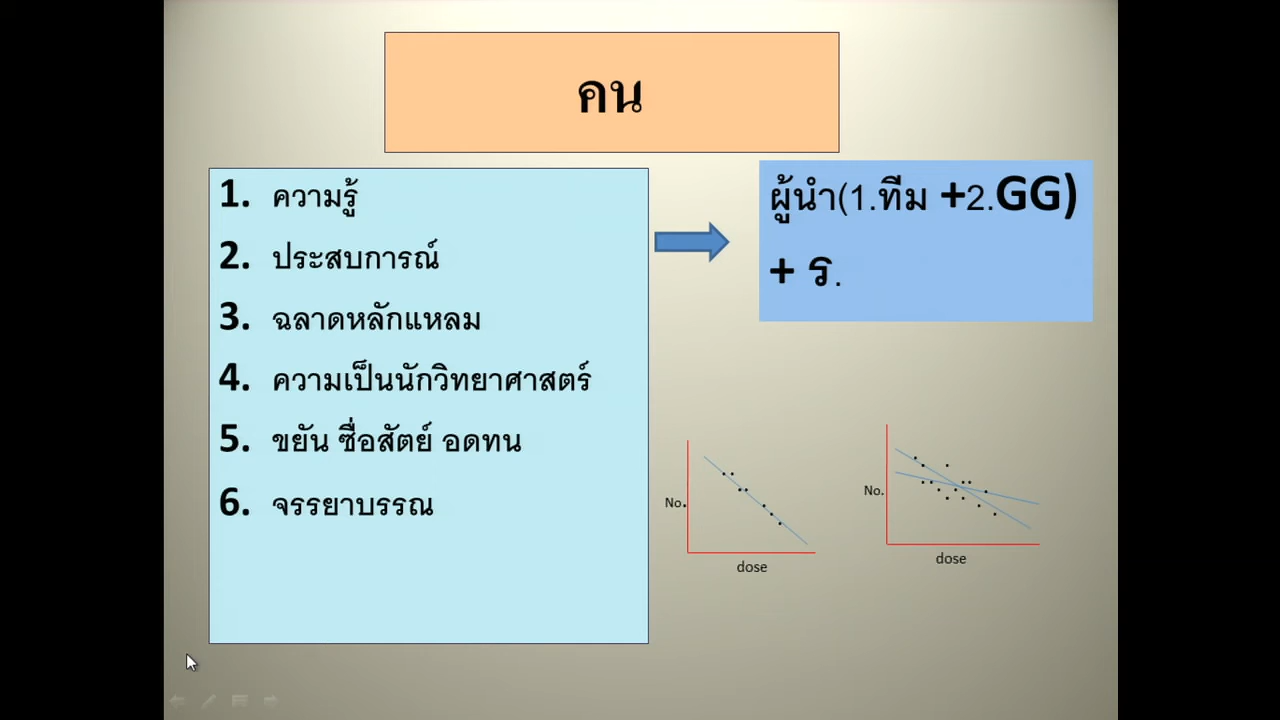 คน
1. ความรู้
2. ประสบการณ์
3. ฉลาดหลักแหลม
4. ความเป็นนักวิทยาศาสตร์
5. ขยัน ซื่อสัตย์ อดทน
6. จรรยาบรรณ
ผู้นำ(1.ทีม +2.GG)
+ ร.
No.
dose
No.
dose